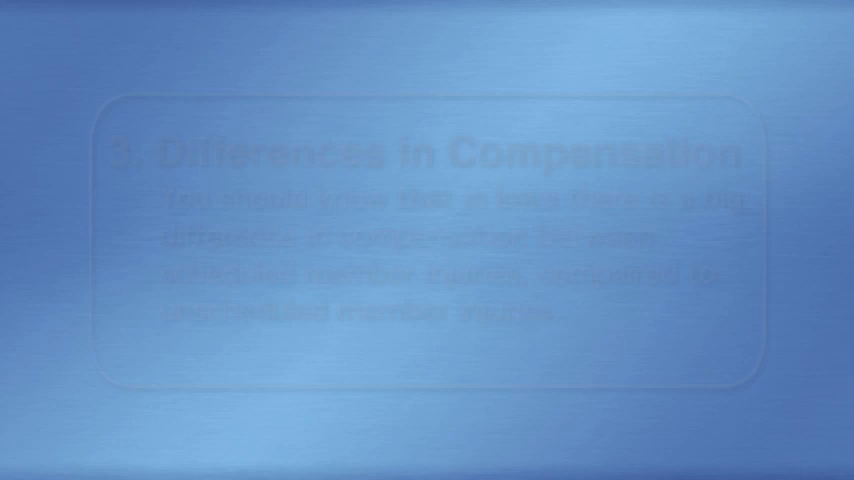 3. Differences in Compensation
You should know that in Iowa there is a big
difference in compensation between
scheduled member injuries, compared to
unscheduled member injuries.